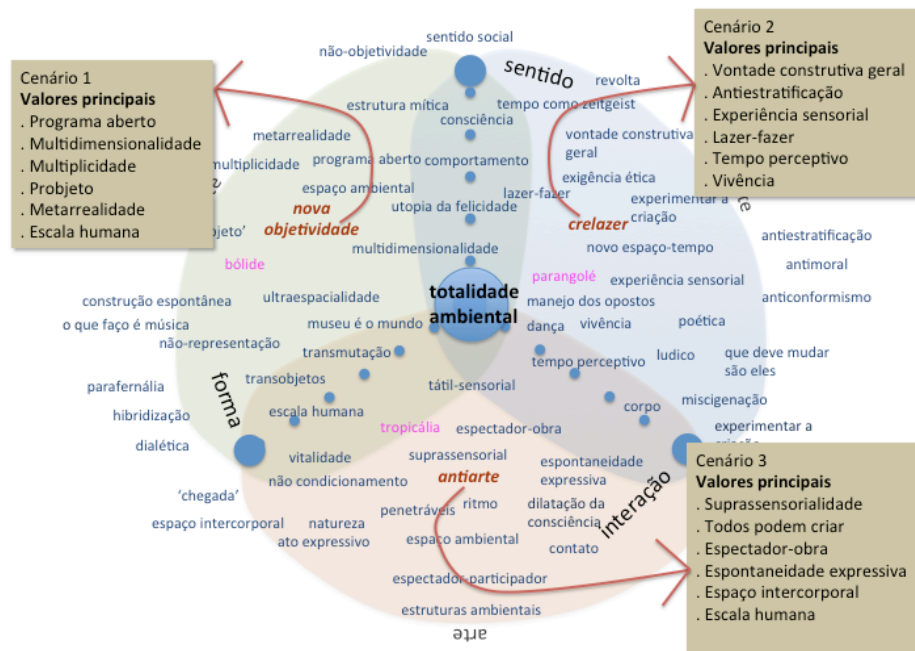 Cenário 1
Valores principais
. Programa aberto
. Multidimensionalidade
. Multiplicidade
. Probjeto
. Metarrealidade
. Escala humana
Cenário 2
Valores principais
. Vontade construtiva geral
. Antiestratificação
. Experiência sensorial
. Lazer-fazer
. Tempo perceptivo
. Vivência
sentido social
não-objetividade
sentido
revolta
estrutura mítica
tempo como zeitgeist
consciência
metarrealidade
vontade construtiva
geral
multiplicidade
programa aberto
comportamento
exigência ética
espaço ambiental
lazer-fazer
experimentar a
criação
nova
objetividade
utopia da felicidade
crelazer
antiestratificação
multidimensionalidade
novo espaço-tempo
bólide
parangolé
experiência sensorial
antimoral
totalidade
ambiental
construção espontânea
ultraespacialidade
manejo dos opostos
anticonformismo
o que faço é música
museu é o mundo
dança
vivência
poética
não-representação
transmutação
tempo perceptivo
ludico
que deve mudar
são eles
forma
transobjetos
tátil-sensorial
parafernália
escala humana
corpo
miscigenação
hibridização
tropicália
espectador-obra
experimentar a
dialética
vitalidade
suprassensorial
espontaneidade
expressiva
não condicionamento
antiarte
interação
'chegada'
penetráveis
ritmo
dilatação da
consciência
espaço intercorporal
natureza
ato expressivo
espaço ambiental
contato
espectador-participador
estruturas ambientais
arte
Cenário 3
Valores principais
. Suprassensorialidade
. Todos podem criar
. Espectador-obra
. Espontaneidade expressiva
. Espaço intercorporal
. Escala humana